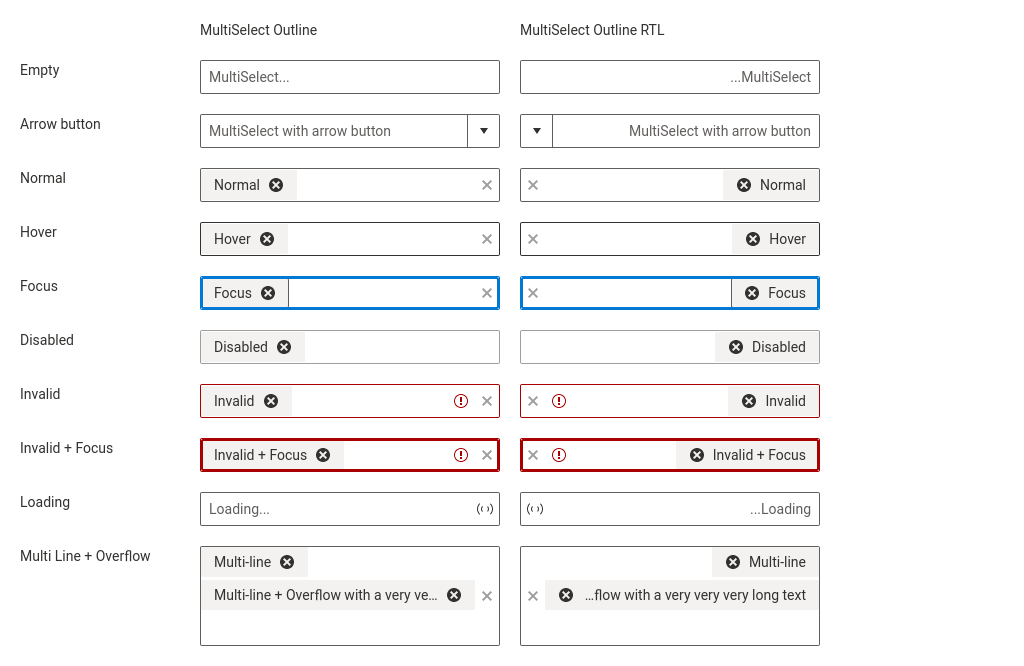 MultiSelect Outline MultiSelect Outline RTL
Empty MultiSelect... ...MultiSelect
Arrow button MultiSelect with arrow button MultiSelect with arrow button
Normal Normal Normal
Hover Hover Hover
Focus Focus Focus
Disabled Disabled Disabled
Invalid Invalid Invalid
Invalid + Focus Invalid + Focus Invalid + Focus
Loading Loading... ...Loading
Multi Line + Overflow Multi-line Multi-line
Multi-line + Overflow with a very ve... ...flow with a very very very long text